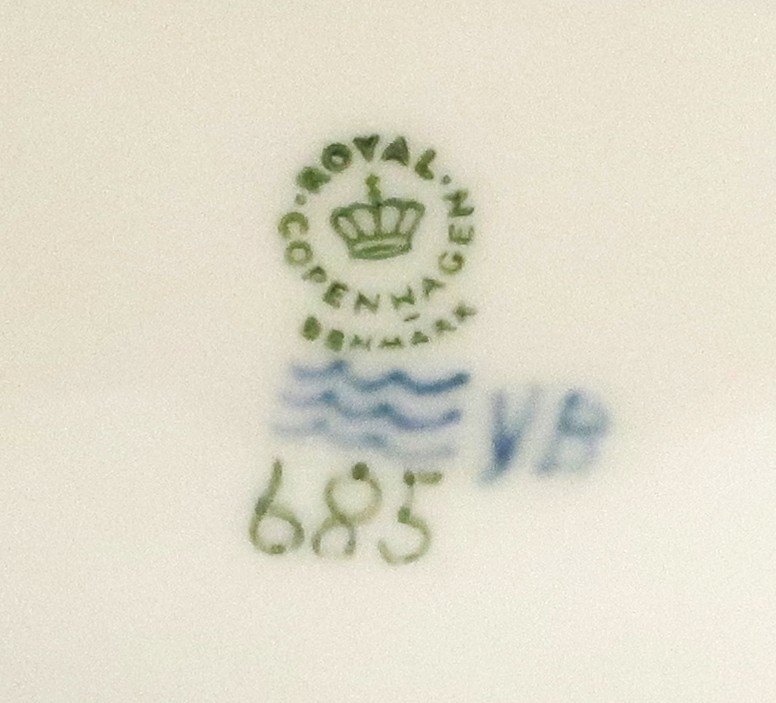 ROYAL
COPENHAGEN
DENMARK
VB
685